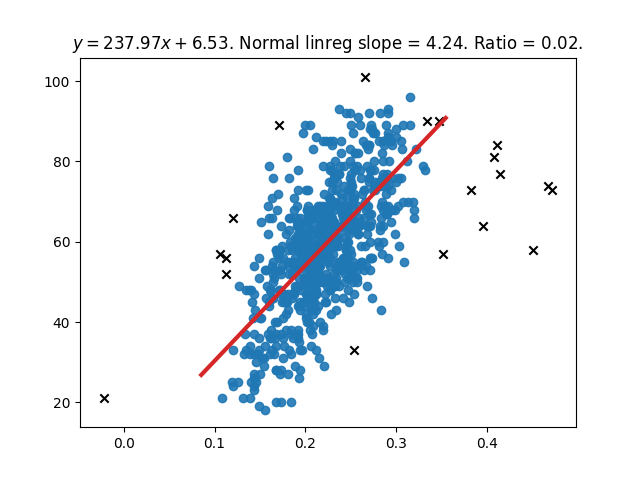 y = 237.97x + 6.53. Normal linreg slope = 4.24. Ratio = 0.02.
100
80
60
40
20
0.0 0.1 0.2 0.3 0.4